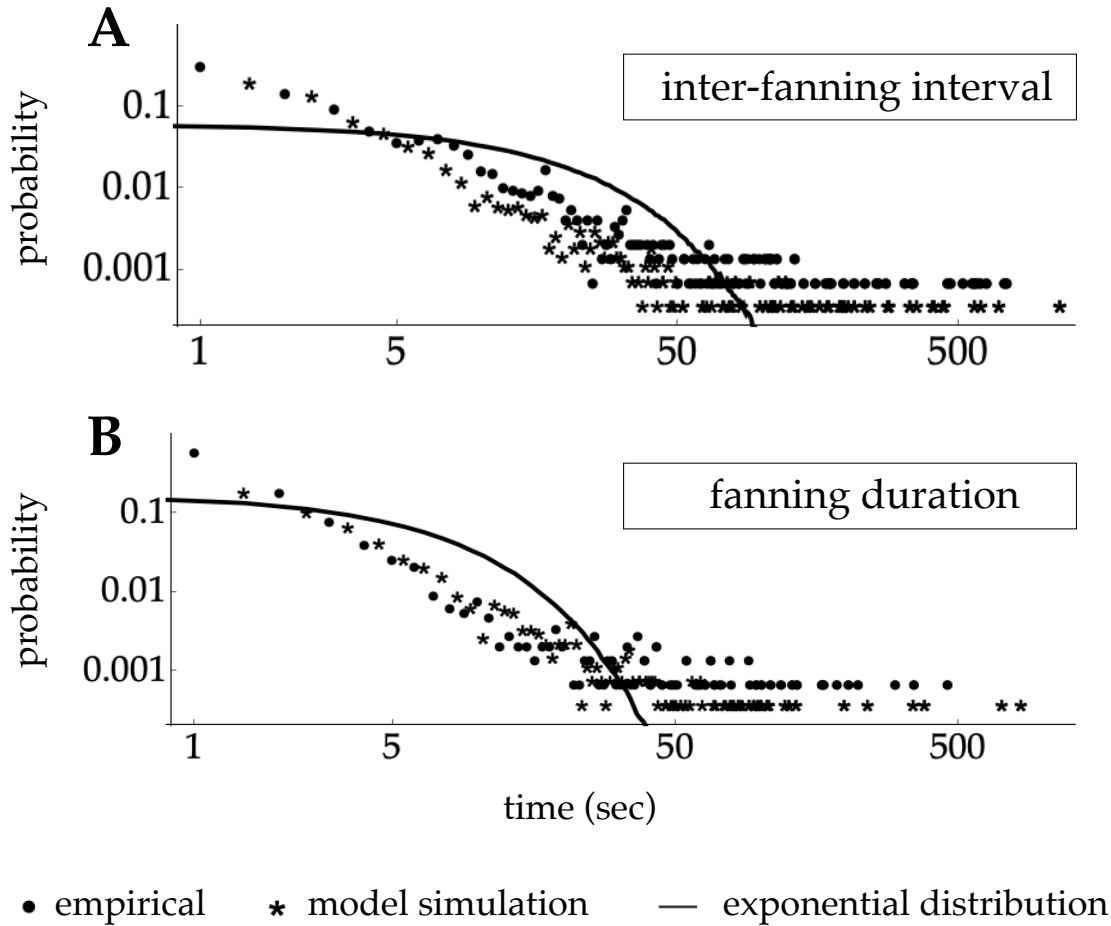 A
inter-fanning interval
probability
0.1
0.01
0.001
1 5 50 500
B
fanning duration
probability
0.1
0.01
0.001
1 5 50 500
time (sec)
empirical model simulation exponential distribution